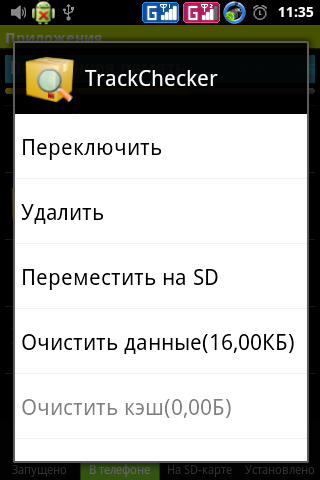 11:35
Приложения
TrackChecker
Переключить
Удалить
Переместить на SD
Очистить данные(16,00КБ)
Очистить кэш(0,00Б)
Запущено В телефоне На SD-карте Установлено